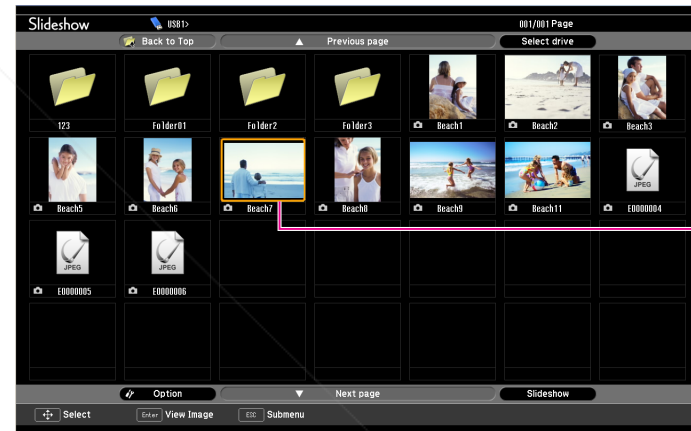 Slideshow USB1> 001/001 Page
Back to Top Previous page Select drive
123 Folder01 Folder2 Folder3 Beach1 Beach2 Beach3
JPEG
Beach5 Beach6 Beach7 Beach8 Beach9 Beach11 E0000004
JPEG JPEG
E0000005 E0000006
Option Next page Slideshow
Select Enter View Image ESC Submenu